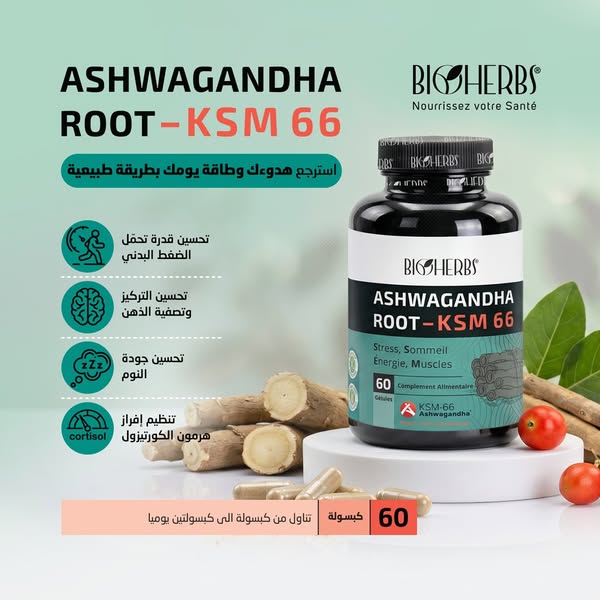 ASHWAGANDHA
ROOT – KSM 66
BIOHERBS®
Nourrissez votre Santé
استرجع هدوءك وطاقة يومك بطريقة طبيعية
تحسين قدرة تحمّل
الضغط البدني
تحسين التركيز
وتصفية الذهن
zZz
تحسين جودة
النوم
cortisol
تنظيم إفراز
هرمون الكورتيزول
BIOHERBS
BIOHERBS
BIOHERBS®
ASHWAGANDHA
ROOT – KSM 66
Stress, Sommeil
Énergie, Muscles
60
Gélules
Complément Alimentaire
KSM-66
Ashwagandha®
60 كبسولة تناول من كبسولة الى كبسولتين يوميا